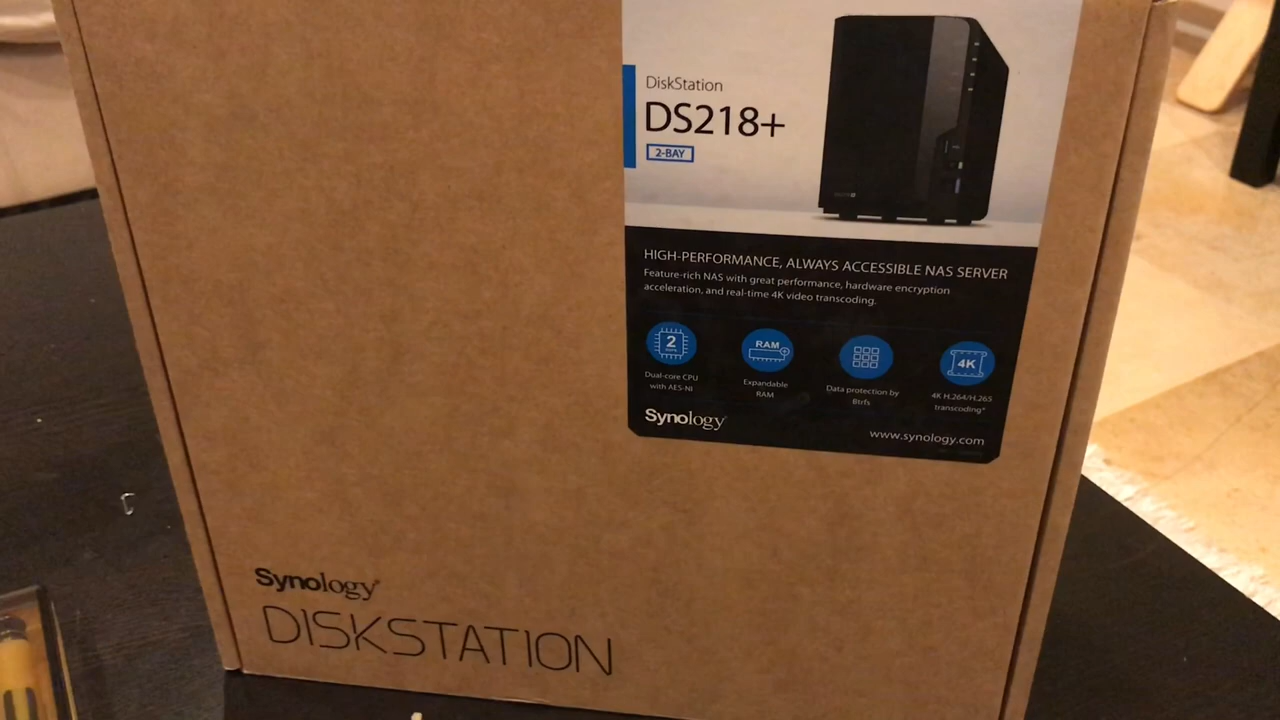 DiskStation
DS218+
2-BAY
HIGH-PERFORMANCE, ALWAYS ACCESSIBLE NAS SERVER
Feature-rich NAS with great performance, hardware encryption
acceleration, and real-time 4K video transcoding.
2
Dual-core CPU
with AES-NI
RAM
Expandable
RAM
Data protection by
Btrfs
4K
4K H.264/H.265
transcoding*
Synology
www.synology.com
Synology®
DISKSTATION